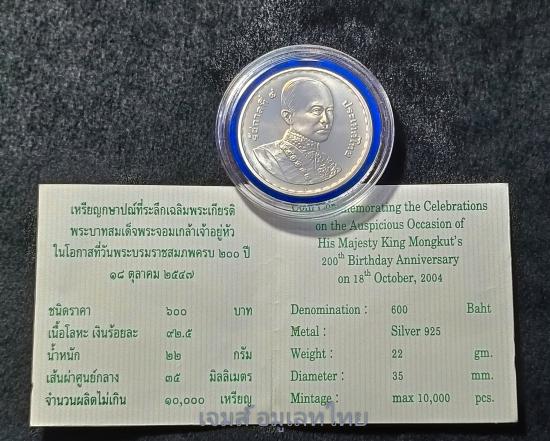 รัชกาลที่ ๔
ประเทศไทย
เหรียญกษาปณ์ที่ระลึกเฉลิมพระเกียรติ
พระบาทสมเด็จพระจอมเกล้าเจ้าอยู่หัว
ในโอกาสที่วันพระบรมราชสมภพครบ ๒๐๐ ปี
๑๘ ตุลาคม ๒๕๔๗
ชนิดราคา ๖๐๐ บาท
เนื้อโลหะ เงินร้อยละ ๙๒.๕
น้ำหนัก ๒๒ กรัม
เส้นผ่าศูนย์กลาง ๓๕ มิลลิเมตร
จำนวนผลิตไม่เกิน ๑๐,๐๐๐ เหรียญ
Coin Commemorating the Celebrations
on the Auspicious Occasion of
His Majesty King Mongkut's
200th Birthday Anniversary
on 18th October, 2004
Denomination : 600 Baht
Metal : Silver 925
Weight : 22 gm.
Diameter : 35 mm.
Mintage : max 10,000 pcs.
เจมส์ อมูเลทไทย